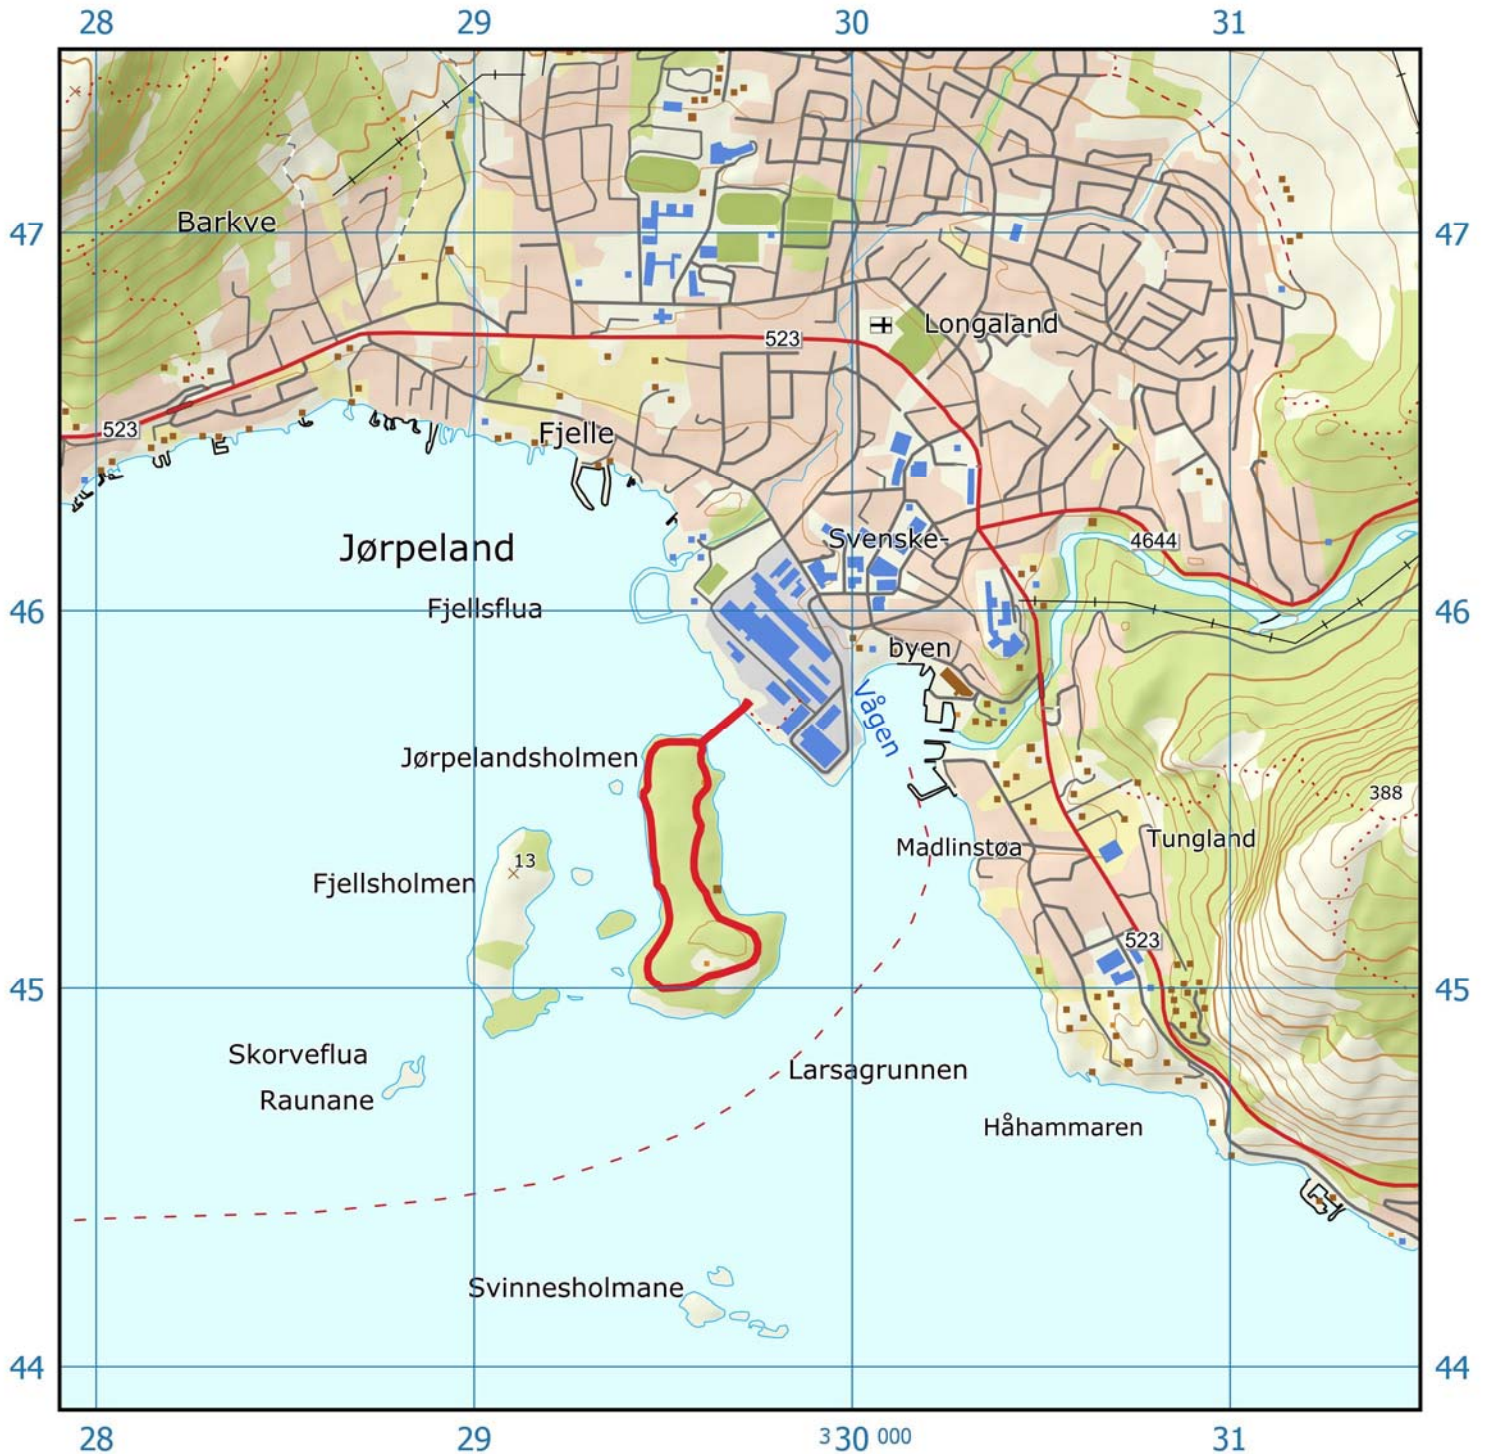 28 29 30 31
Barkve
47 47
Longaland
523
523
Fjelle
Svenske-
4644
Jørpeland
46 Fjellsflua 46
byen
Vågen
Jørpelandsholmen
388
Tungland
Madlinstøa
13
Fjellsholmen
523
45 45
Skorveflua
Larsagrunnen
Raunane
Håhammaren
Svinnesholmane
44 44
28 29 330 000 31